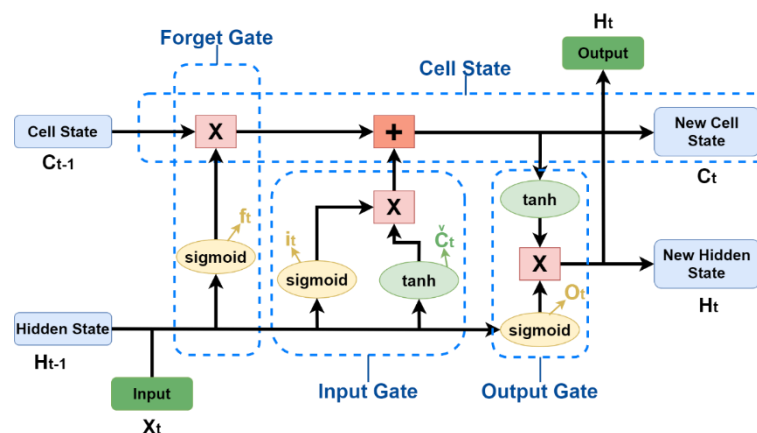 Forget Gate
Cell State
Ht
Output
Cell State
Ct-1
X
+
New Cell
State
Ct
tanh
X
ft
it
Čt
sigmoid
sigmoid
tanh
X
New Hidden
State
Ht
Ot
sigmoid
Hidden State
Ht-1
Input
Xt
Input Gate
Output Gate